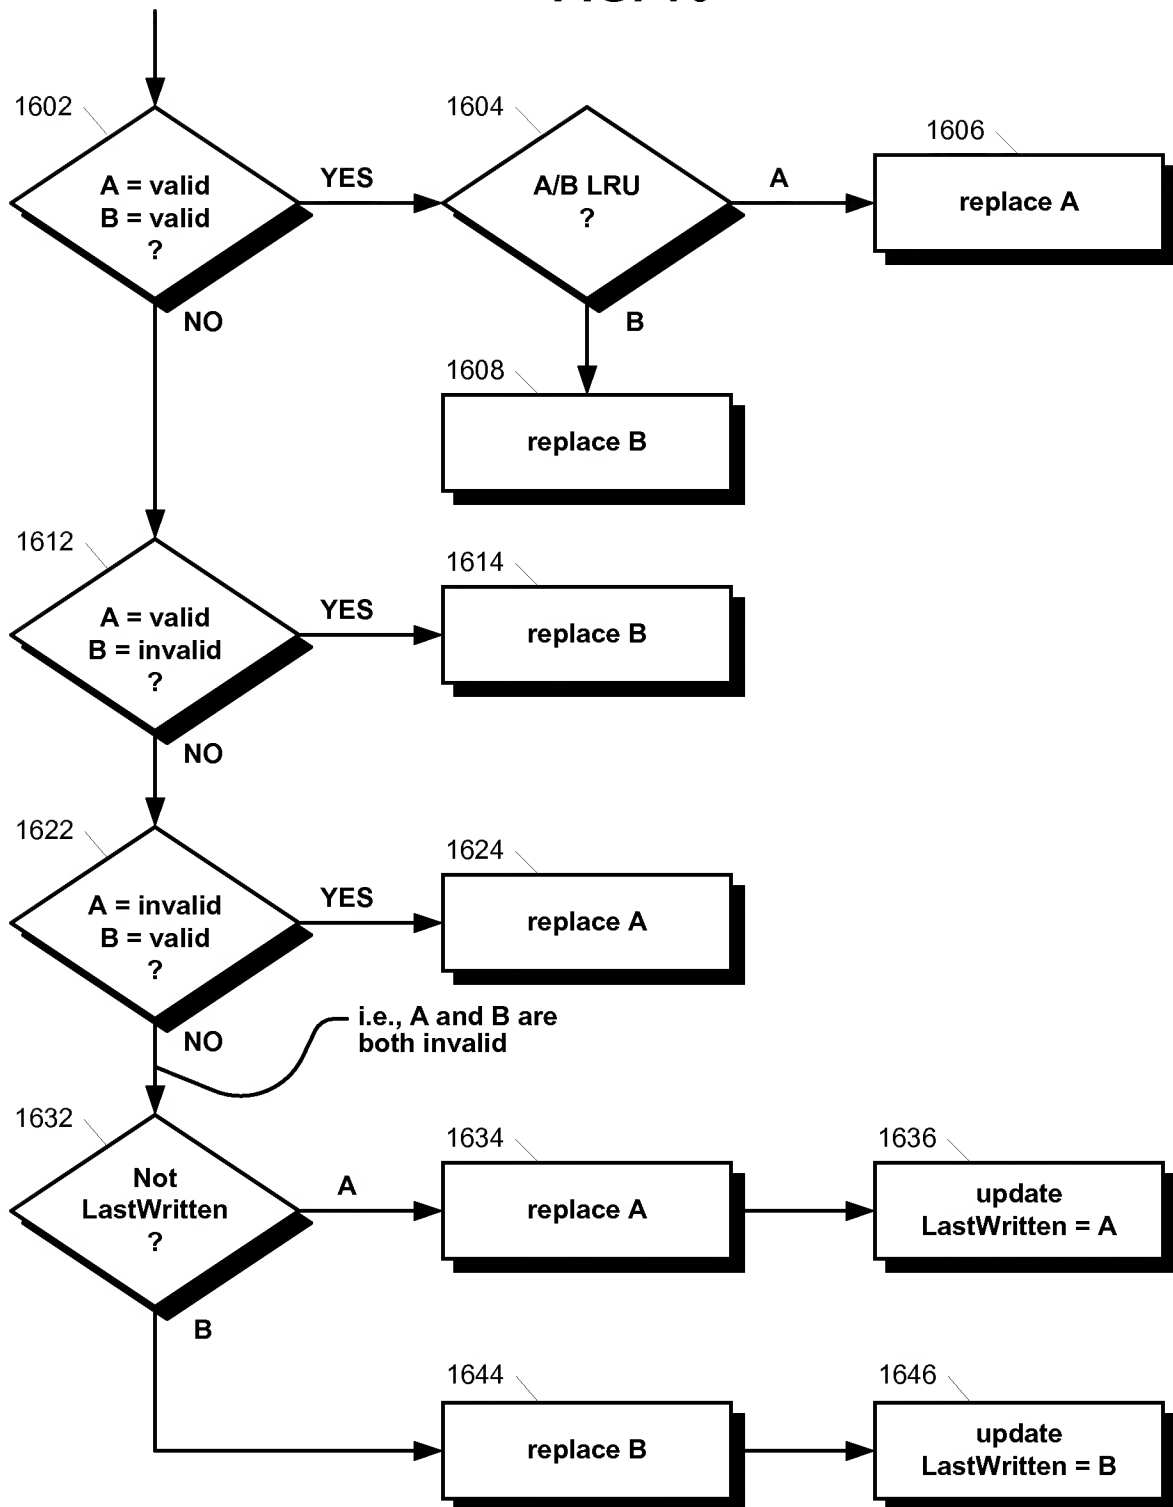 1602
A = valid
B = valid
?
YES
NO
1604
A/B LRU
?
A
B
1606
replace A
1608
replace B
1612
A = valid
B = invalid
?
YES
NO
1614
replace B
1622
A = invalid
B = valid
?
YES
NO
1624
replace A
i.e., A and B are
both invalid
1632
Not
LastWritten
?
A
B
1634
replace A
1636
update
LastWritten = A
1644
replace B
1646
update
LastWritten = B